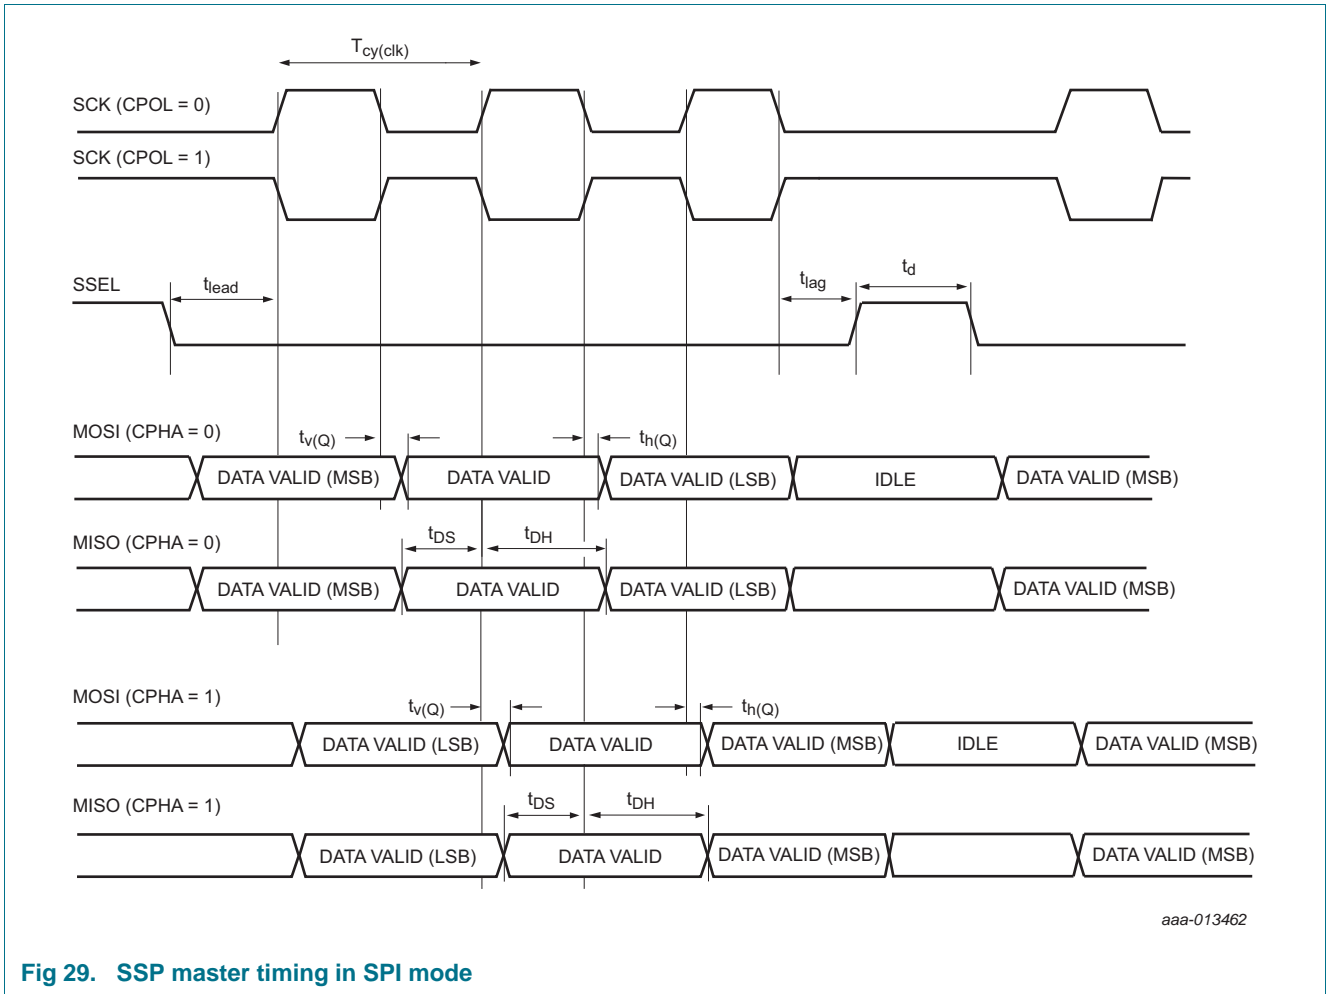 Tcy(clk)
SCK (CPOL = 0)
SCK (CPOL = 1)
SSEL
tlead
tlag
td
MOSI (CPHA = 0)
tv(Q)
th(Q)
DATA VALID (MSB)
DATA VALID
DATA VALID (LSB)
IDLE
DATA VALID (MSB)
MISO (CPHA = 0)
tDS
tDH
DATA VALID (MSB)
DATA VALID
DATA VALID (LSB)
DATA VALID (MSB)
MOSI (CPHA = 1)
tv(Q)
th(Q)
DATA VALID (LSB)
DATA VALID
DATA VALID (MSB)
IDLE
DATA VALID (MSB)
MISO (CPHA = 1)
tDS
tDH
DATA VALID (LSB)
DATA VALID
DATA VALID (MSB)
DATA VALID (MSB)
aaa-013462
Fig 29. SSP master timing in SPI mode